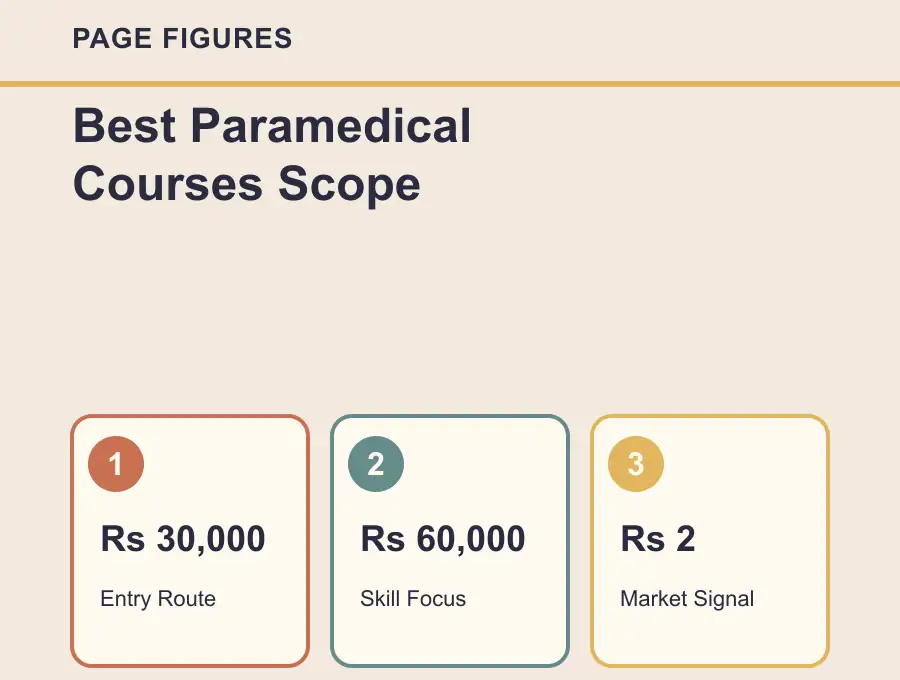 PAGE FIGURES
Best Paramedical
Courses Scope
1
Rs 30,000
Entry Route
2
Rs 60,000
Skill Focus
3
Rs 2
Market Signal